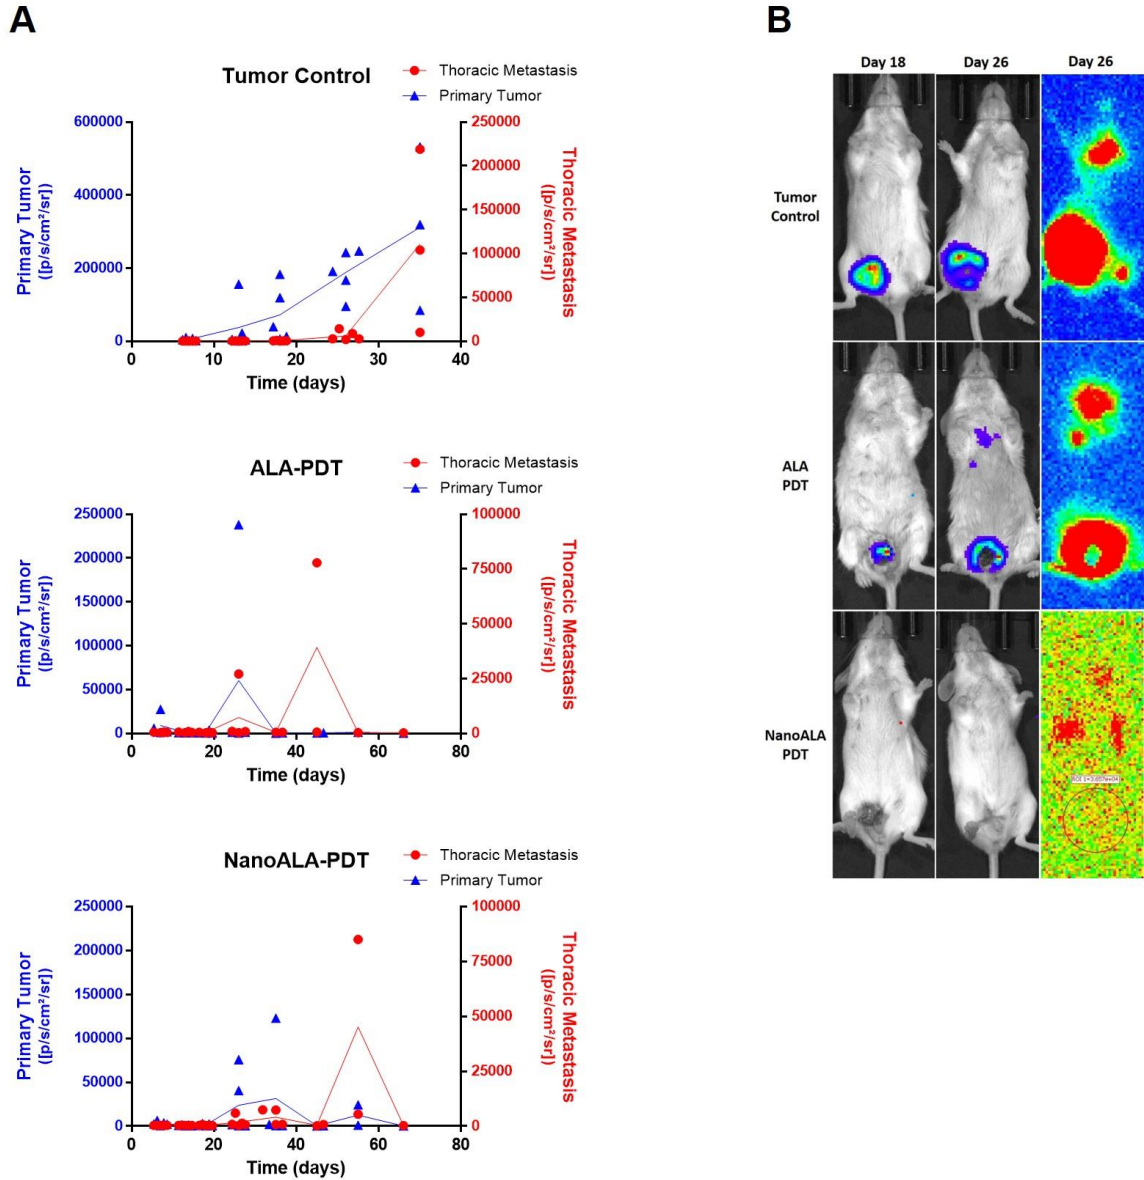 A
Tumor Control
Thoracic Metastasis
Primary Tumor
Primary Tumor
([p/s/cm²/sr])
600000
400000
200000
0
250000
200000
150000
100000
50000
0
Thoracic Metastasis
([p/s/cm²/sr])
0
10
20
30
40
Time (days)
ALA-PDT
Thoracic Metastasis
Primary Tumor
Primary Tumor
([p/s/cm²/sr])
250000
200000
150000
100000
50000
0
100000
75000
50000
25000
0
Thoracic Metastasis
([p/s/cm²/sr])
0
20
40
60
80
Time (days)
NanoALA-PDT
Thoracic Metastasis
Primary Tumor
Primary Tumor
([p/s/cm²/sr])
250000
200000
150000
100000
50000
0
100000
75000
50000
25000
0
Thoracic Metastasis
([p/s/cm²/sr])
0
20
40
60
80
Time (days)
B
Day 18
Day 26
Day 26
Tumor
Control
ALA
PDT
NanoALA
PDT
ROI 1=3.657e+04